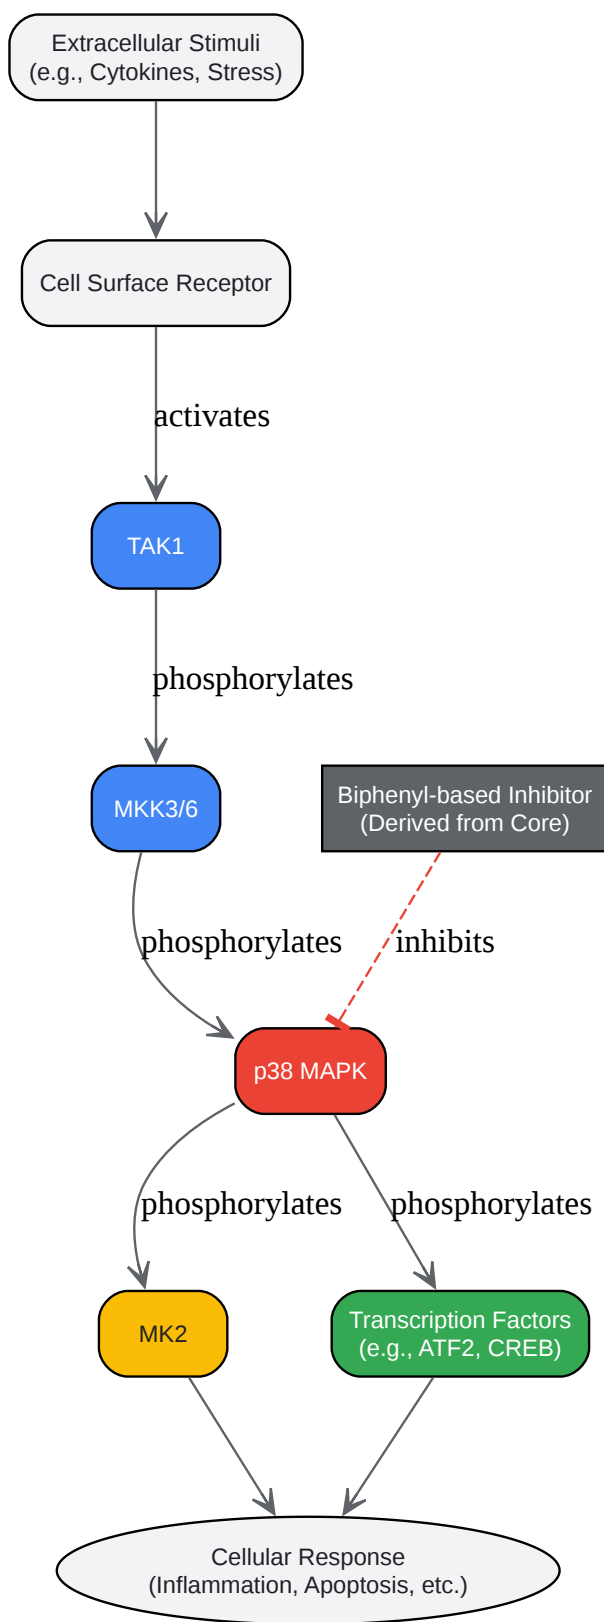 Extracellular Stimuli
(e.g., Cytokines, Stress)
Cell Surface Receptor
activates
TAK1
phosphorylates
MKK3/6
Biphenyl-based Inhibitor
(Derived from Core)
phosphorylates
inhibits
p38 MAPK
phosphorylates
phosphorylates
MK2
Transcription Factors
(e.g., ATF2, CREB)
Cellular Response
(Inflammation, Apoptosis, etc.)